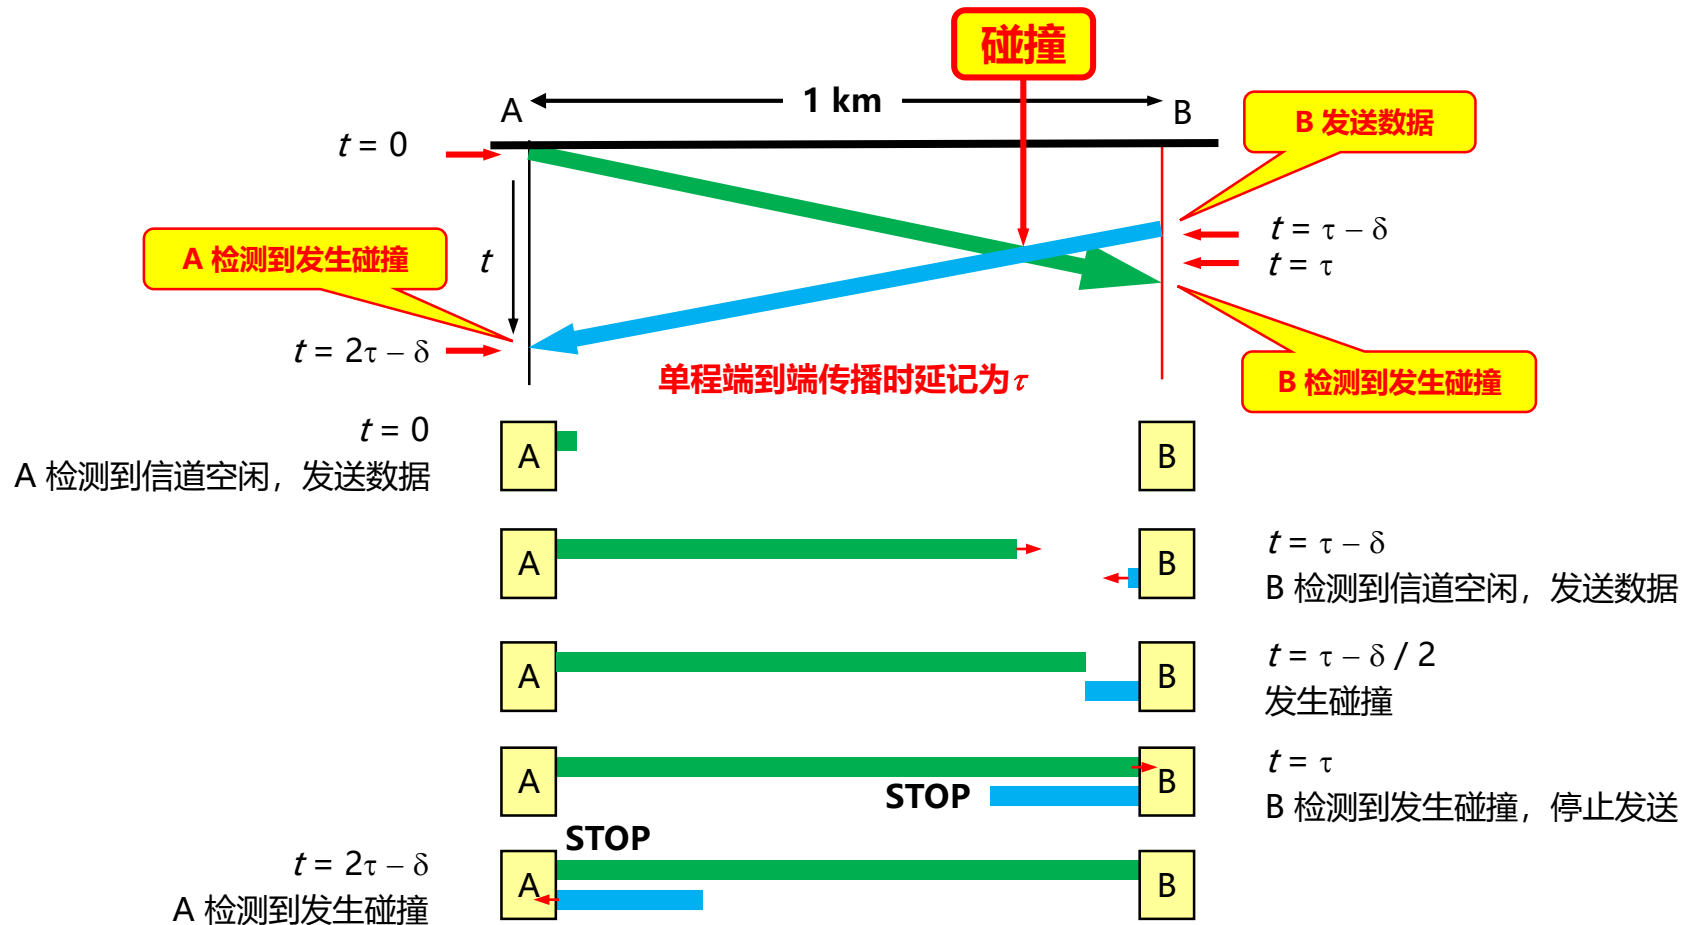 碰撞
A
1 km
B
B 发送数据
t = 0
t = τ − δ
A 检测到发生碰撞
t
t = τ
t = 2τ − δ
单程端到端传播时延记为τ
B 检测到发生碰撞
t = 0
A 检测到信道空闲，发送数据
A
B
A
B
t = τ − δ
B 检测到信道空闲，发送数据
A
B
t = τ − δ / 2
发生碰撞
A
STOP
B
t = τ
B 检测到发生碰撞，停止发送
STOP
t = 2τ − δ
A 检测到发生碰撞
A
B